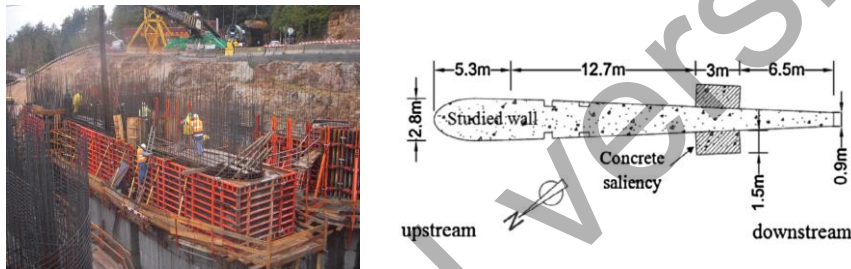 5.3m
12.7m
3m
6.5m
2.8m
Studied wall
Concrete
saliency
1.5m
0.9m
N
upstream
downstream
versi